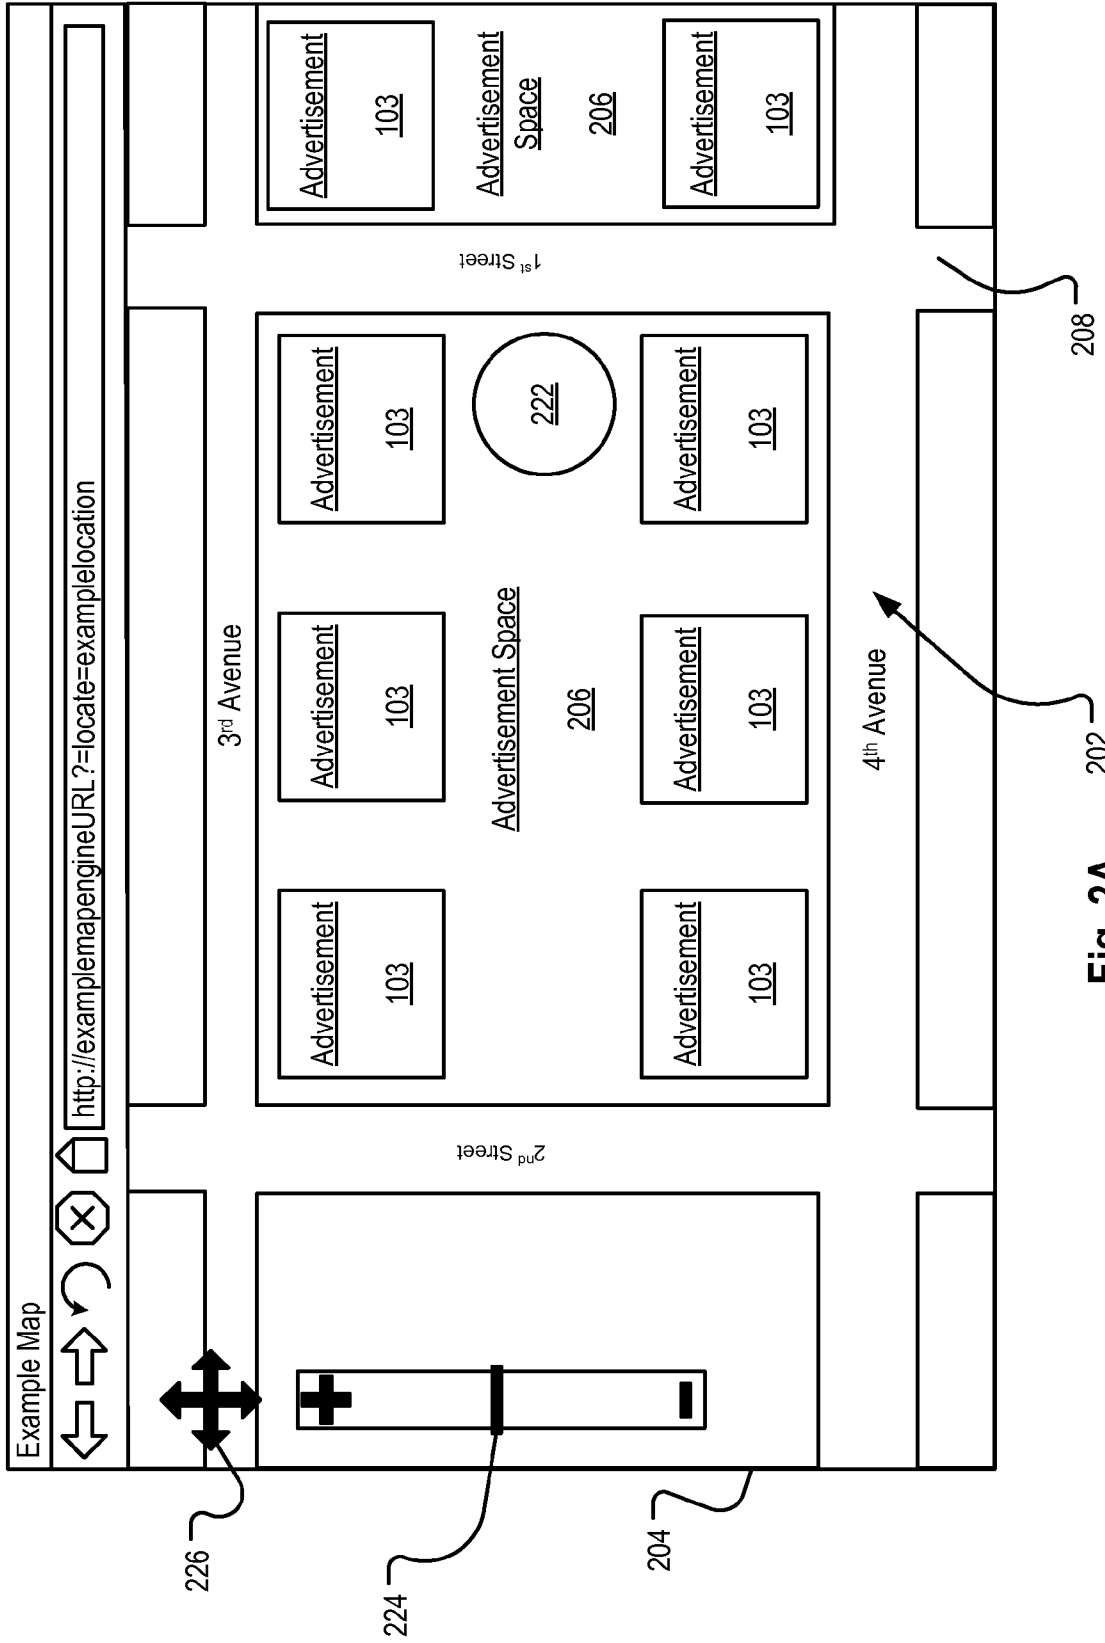 Example Map
http://examplemapengineURL?=locate=examplelocation
226
3rd Avenue
Advertisement
103
Advertisement
103
Advertisement
103
Advertisement
103
224
2nd Street
Advertisement Space
206
222
1st Street
Advertisement
Space
206
Advertisement
103
Advertisement
103
Advertisement
103
Advertisement
103
204
4th Avenue
202
208
Fig. 2A